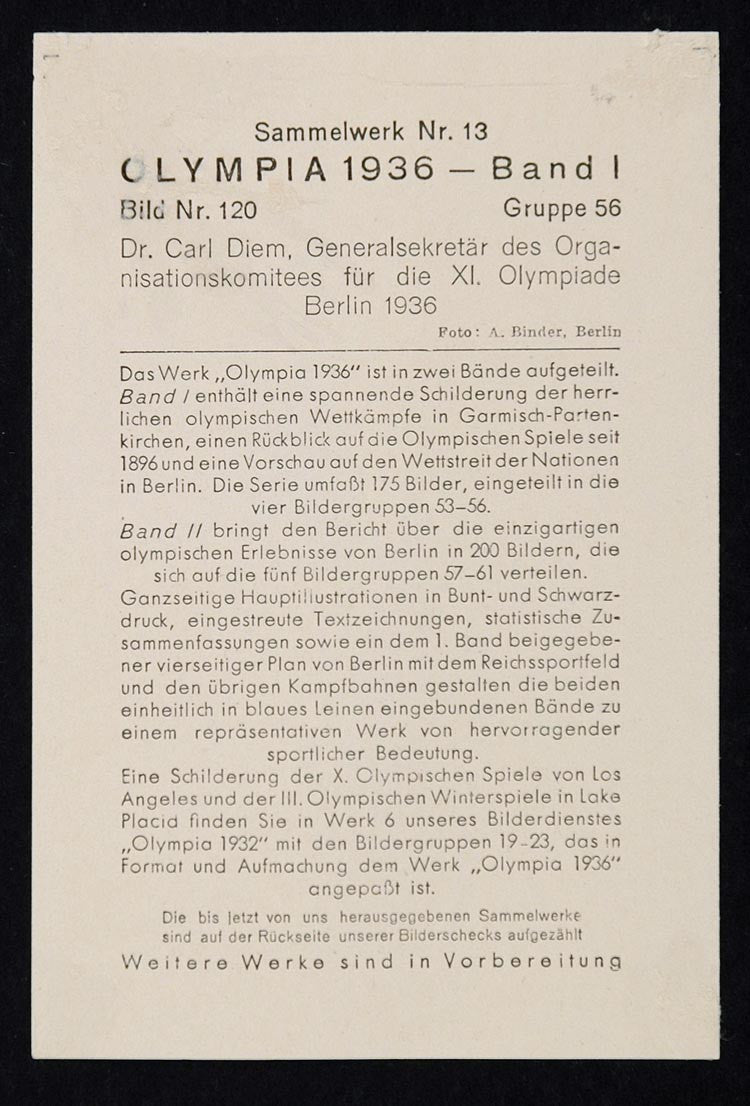 Sammelwerk Nr. 13
OLYMPIA 1936 — Band I
Bild Nr. 120 Gruppe 56
Dr. Carl Diem, Generalsekretär des Orga-
nisationskomitees für die XI. Olympiade
Berlin 1936
Foto: A. Binder, Berlin
Das Werk „Olympia 1936“ ist in zwei Bände aufgeteilt.
Band I enthält eine spannende Schilderung der herr-
lichen olympischen Wettkämpfe in Garmisch-Parten-
kirchen, einen Rückblick auf die Olympischen Spiele seit
1896 und eine Vorschau auf den Wettstreit der Nationen
in Berlin. Die Serie umfaßt 175 Bilder, eingeteilt in die
vier Bildergruppen 53–56.
Band II bringt den Bericht über die einzigartigen
olympischen Erlebnisse von Berlin in 200 Bildern, die
sich auf die fünf Bildergruppen 57–61 verteilen.
Ganzseitige Hauptillustrationen in Bunt- und Schwarz-
druck, eingestreute Textzeichnungen, statistische Zu-
sammenfassungen sowie ein dem 1. Band beigegebe-
ner vierseitiger Plan von Berlin mit dem Reichssportfeld
und den übrigen Kampfbahnen gestalten die beiden
einheitlich in blaues Leinen eingebundenen Bände zu
einem repräsentativen Werk von hervorragender
sportlicher Bedeutung.
Eine Schilderung der X. Olympischen Spiele von Los
Angeles und der III. Olympischen Winterspiele in Lake
Placid finden Sie in Werk 6 unseres Bilderdienstes
„Olympia 1932“ mit den Bildergruppen 19–23, das in
Format und Aufmachung dem Werk „Olympia 1936“
angepaßt ist.
Die bis jetzt von uns herausgegebenen Sammelwerke
sind auf der Rückseite unserer Bilderschecks aufgezählt
Weitere Werke sind in Vorbereitung